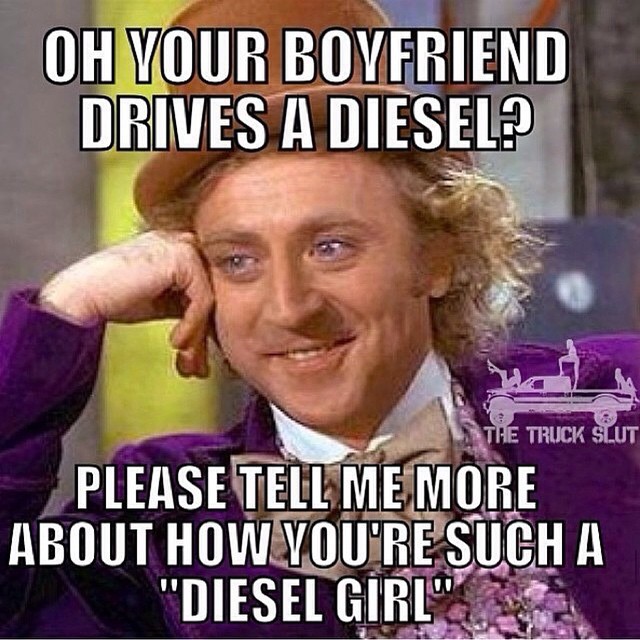 OH YOUR BOYFRIEND
DRIVES A DIESEL?
THE TRUCK SLUT
PLEASE TELL ME MORE
ABOUT HOW YOU'RE SUCH A
"DIESEL GIRL"